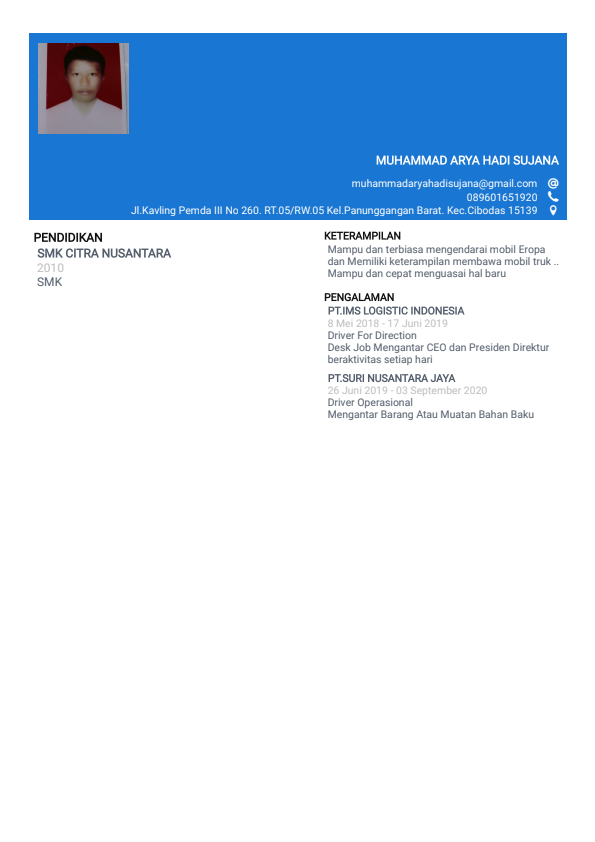 MUHAMMAD ARYA HADI SUJANA
muhammadaryahadisujana@gmail.com
089601651920
Jl.Kavling Pemda III No 260. RT.05/RW.05 Kel.Panunggangan Barat. Kec.Cibodas 15139
PENDIDIKAN
SMK CITRA NUSANTARA
2010
SMK
KETERAMPILAN
Mampu dan terbiasa mengendarai mobil Eropa
dan Memiliki keterampilan membawa mobil truk ..
Mampu dan cepat menguasai hal baru
PENGALAMAN
PT.IMS LOGISTIC INDONESIA
8 Mei 2018 - 17 Juni 2019
Driver For Direction
Desk Job Mengantar CEO dan Presiden Direktur
beraktivitas setiap hari
PT.SURI NUSANTARA JAYA
26 Juni 2019 - 03 September 2020
Driver Operasional
Mengantar Barang Atau Muatan Bahan Baku